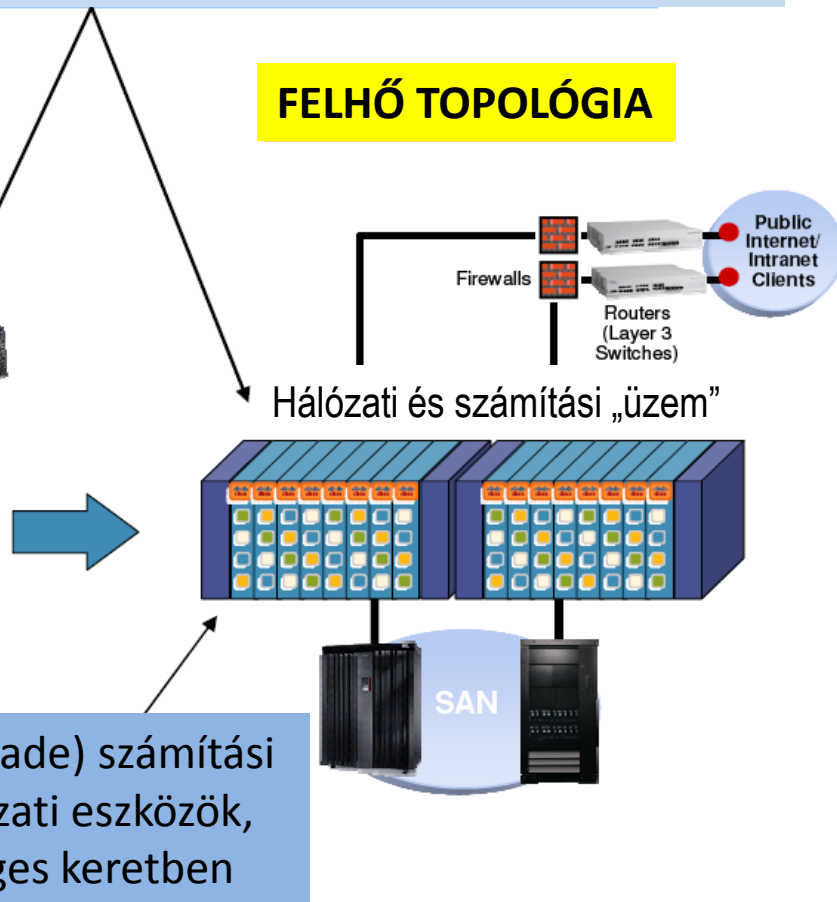 FELHŐ TOPOLÓGIA
Public
Internet/
Intranet
Clients
Firewalls
Routers
(Layer 3
Switches)
Hálózati és számítási „üzem”
SAN
ade) számítási
zati eszközök,
ges keretben